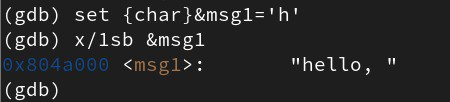 (gdb) set {char}&msg1='h'
(gdb) x/1sb &msg1
0x804a000 <msg1>:      "hello, "
(gdb)